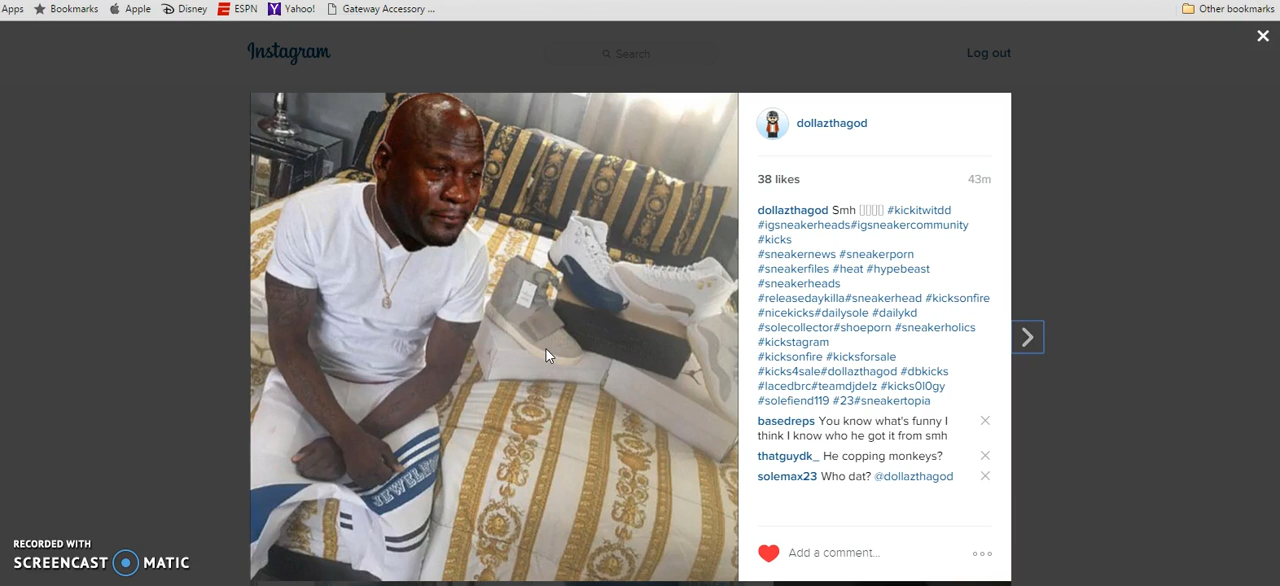 Apps Bookmarks Apple Disney ESPN Yahoo! Gateway Accessory ... Other bookmarks
Instagram Search Log out
dollazthagod
38 likes 43m
dollazthagod Smh #kickitwitdd
#igsneakerheads#igsneakercommunity
#kicks
#sneakernews #sneakerporn
#sneakerfiles #heat #hypebeast
#sneakerheads
#releasedaykilla#sneakerhead #kicksonfire
#nicekicks#dailysole #dailykd
#solecollector#shoeporn #sneakerholics
#kickstagram
#kicksonfire #kicksforsale
#kicks4sale#dollazthagod #dbkicks
#lacedbrc#teamdjdelz #kicks0l0gy
#solefiend119 #23#sneakertopia
basedreps You know what's funny I
think I know who he got it from smh
thatguydk_ He copping monkeys?
solemax23 Who dat? @dollazthagod
Add a comment...
JEWELRY
RECORDED WITH
SCREENCAST MATIC